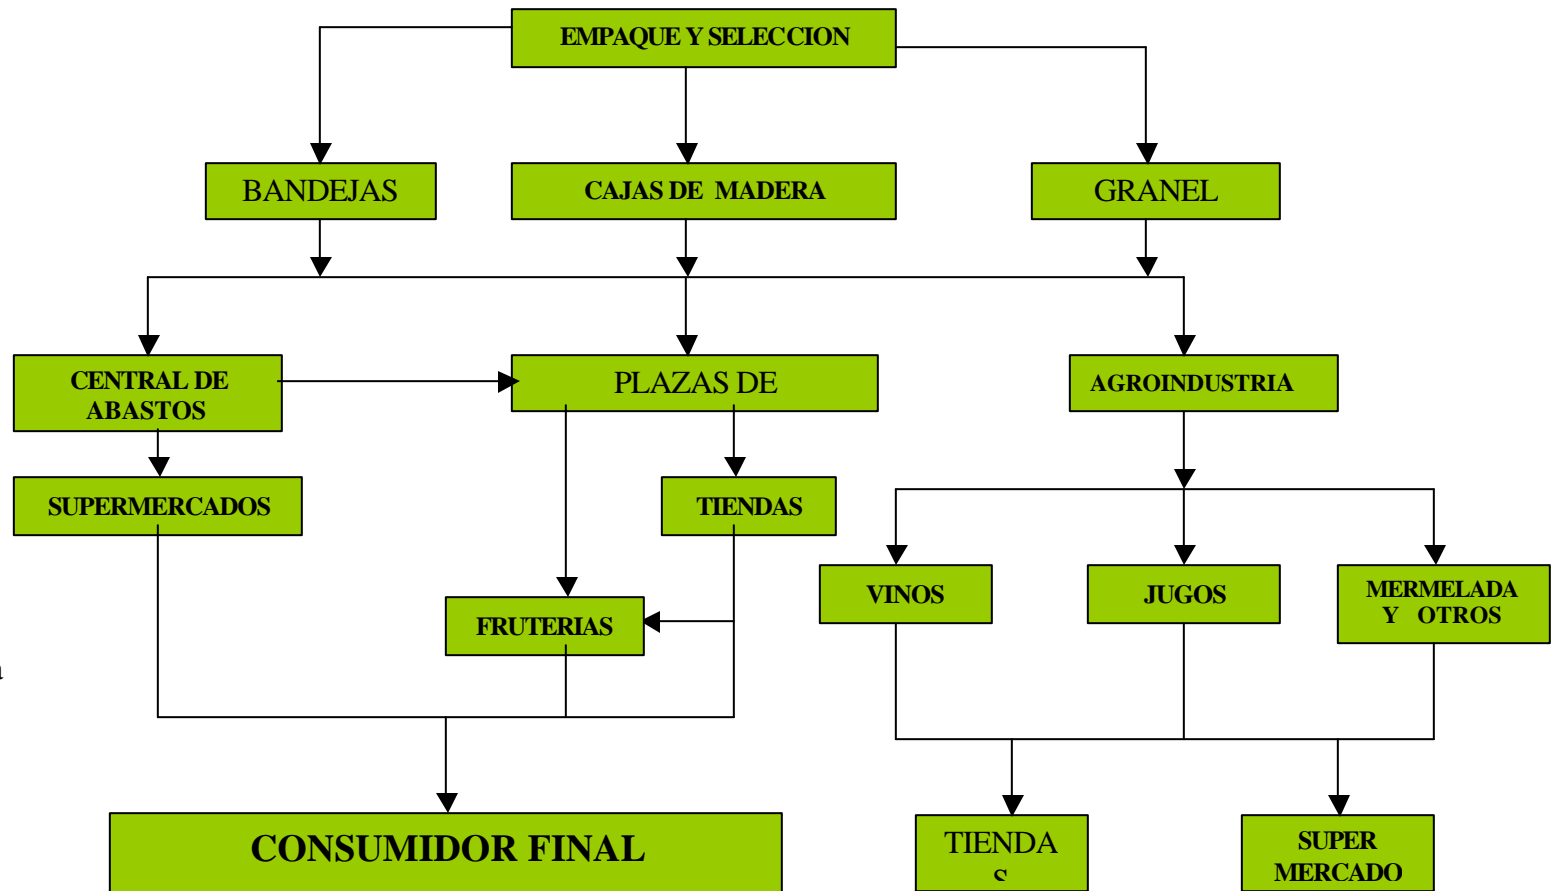 EMPAQUE Y SELECCION
BANDEJAS
CAJAS DE MADERA
GRANEL
CENTRAL DE
ABASTOS
PLAZAS DE
AGROINDUSTRIA
SUPERMERCADOS
TIENDAS
VINOS
JUGOS
MERMELADA
Y OTROS
FRUTERIAS
CONSUMIDOR FINAL
TIENDA
S
SUPER
MERCADO